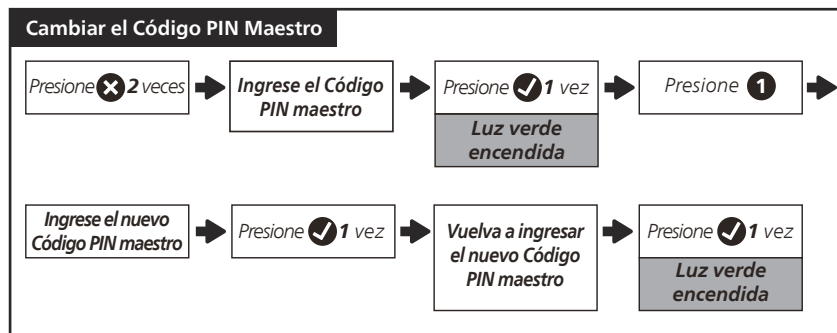 Cambiar el Código PIN Maestro
Presione ✖ 2 veces
Ingrese el Código
PIN maestro
Presione ✔ 1 vez
Luz verde
encendida
Presione 1
Ingrese el nuevo
Código PIN maestro
Presione ✔ 1 vez
Vuelva a ingresar
el nuevo Código
PIN maestro
Presione ✔ 1 vez
Luz verde
encendida